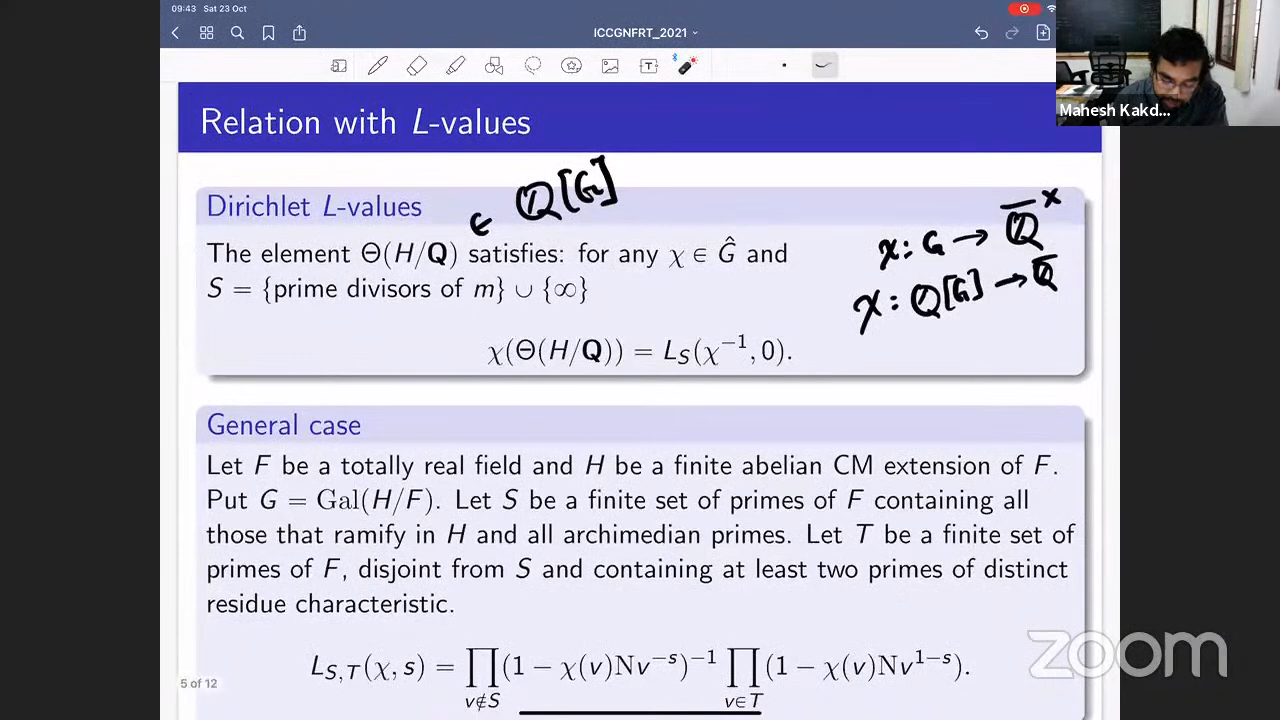 09:43 Sat 23 Oct
ICCGNFRT_2021
Mahesh Kakd...
Relation with L-values
∈ Q[G]
Dirichlet L-values
The element Θ(H/Q) satisfies: for any χ ∈ Ĝ and
S = {prime divisors of m} ∪ {∞}
χ(Θ(H/Q)) = L_S(χ⁻¹, 0).
χ : G → Q̅^×
χ : Q[G] → Q̅
General case
Let F be a totally real field and H be a finite abelian CM extension of F.
Put G = Gal(H/F). Let S be a finite set of primes of F containing all
those that ramify in H and all archimedian primes. Let T be a finite set of
primes of F, disjoint from S and containing at least two primes of distinct
residue characteristic.
L_{S,T}(χ, s) = ∏_{v∉S} (1 − χ(v)Nv^{−s})^{−1} ∏_{v∈T} (1 − χ(v)Nv^{1−s}).
5 of 12
zoom